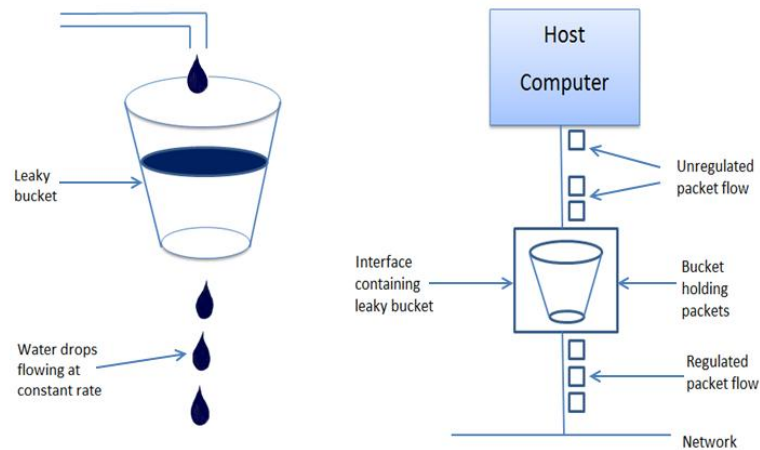 Leaky
bucket
Water drops
flowing at
constant rate
Host
Computer
Unregulated
packet flow
Interface
containing
leaky bucket
Bucket
holding
packets
Regulated
packet flow
Network